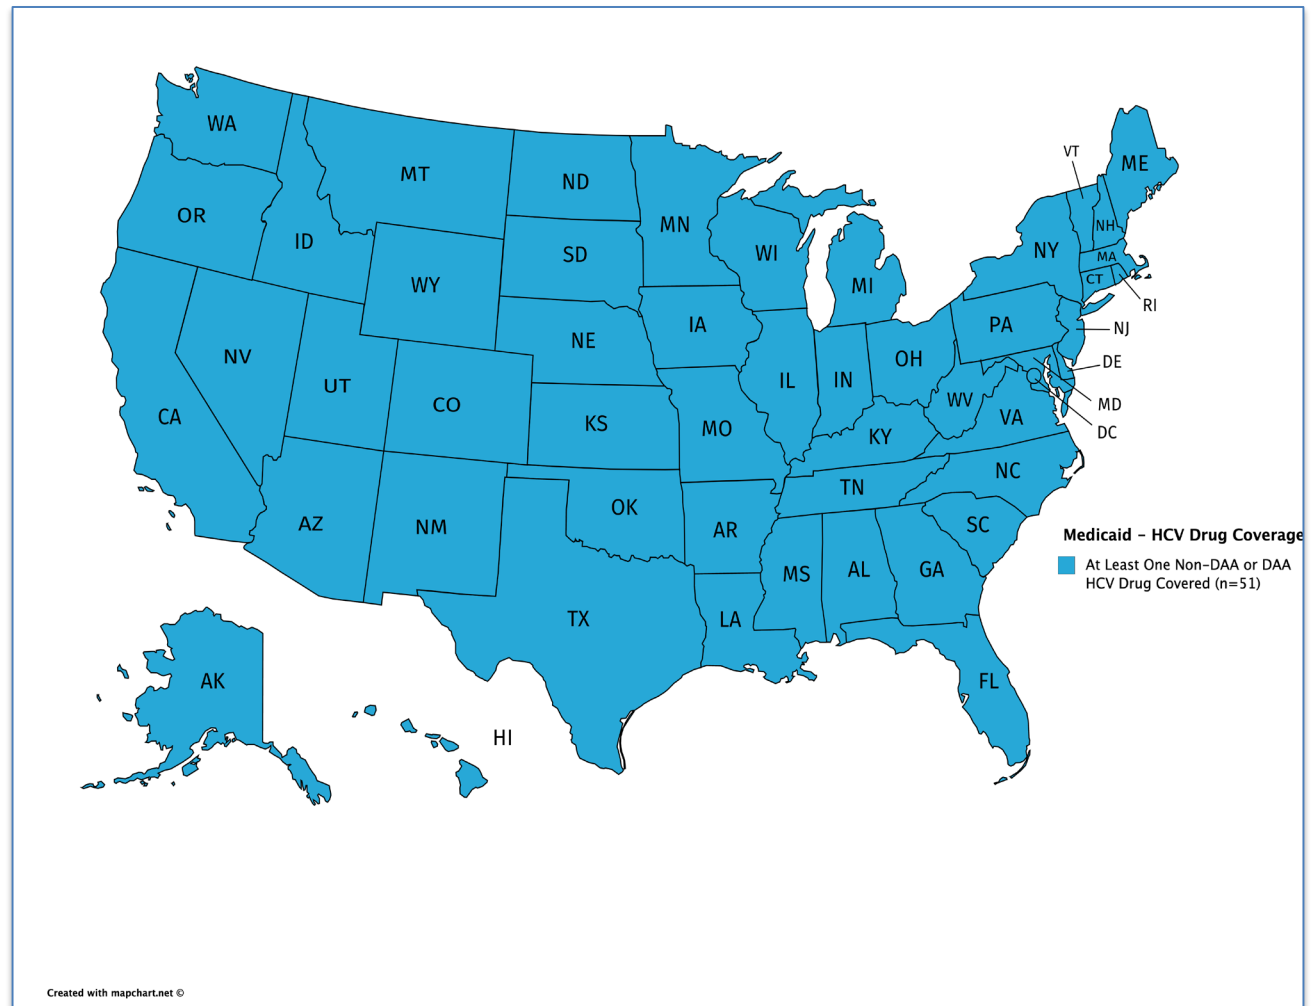 WA
MT
ND
MN
VT
ME
OR
ID
SD
WI
NY
NH
MA
WY
MI
CT
RI
NV
NE
IA
PA
NJ
UT
CO
IL
IN
OH
DE
CA
KS
MO
WV
VA
MD
KY
DC
AZ
NM
OK
TN
NC
AR
SC
MS
AL
GA
TX
LA
AK
HI
FL
Medicaid – HCV Drug Coverage
At Least One Non-DAA or DAA
HCV Drug Covered (n=51)
Created with mapchart.net ©